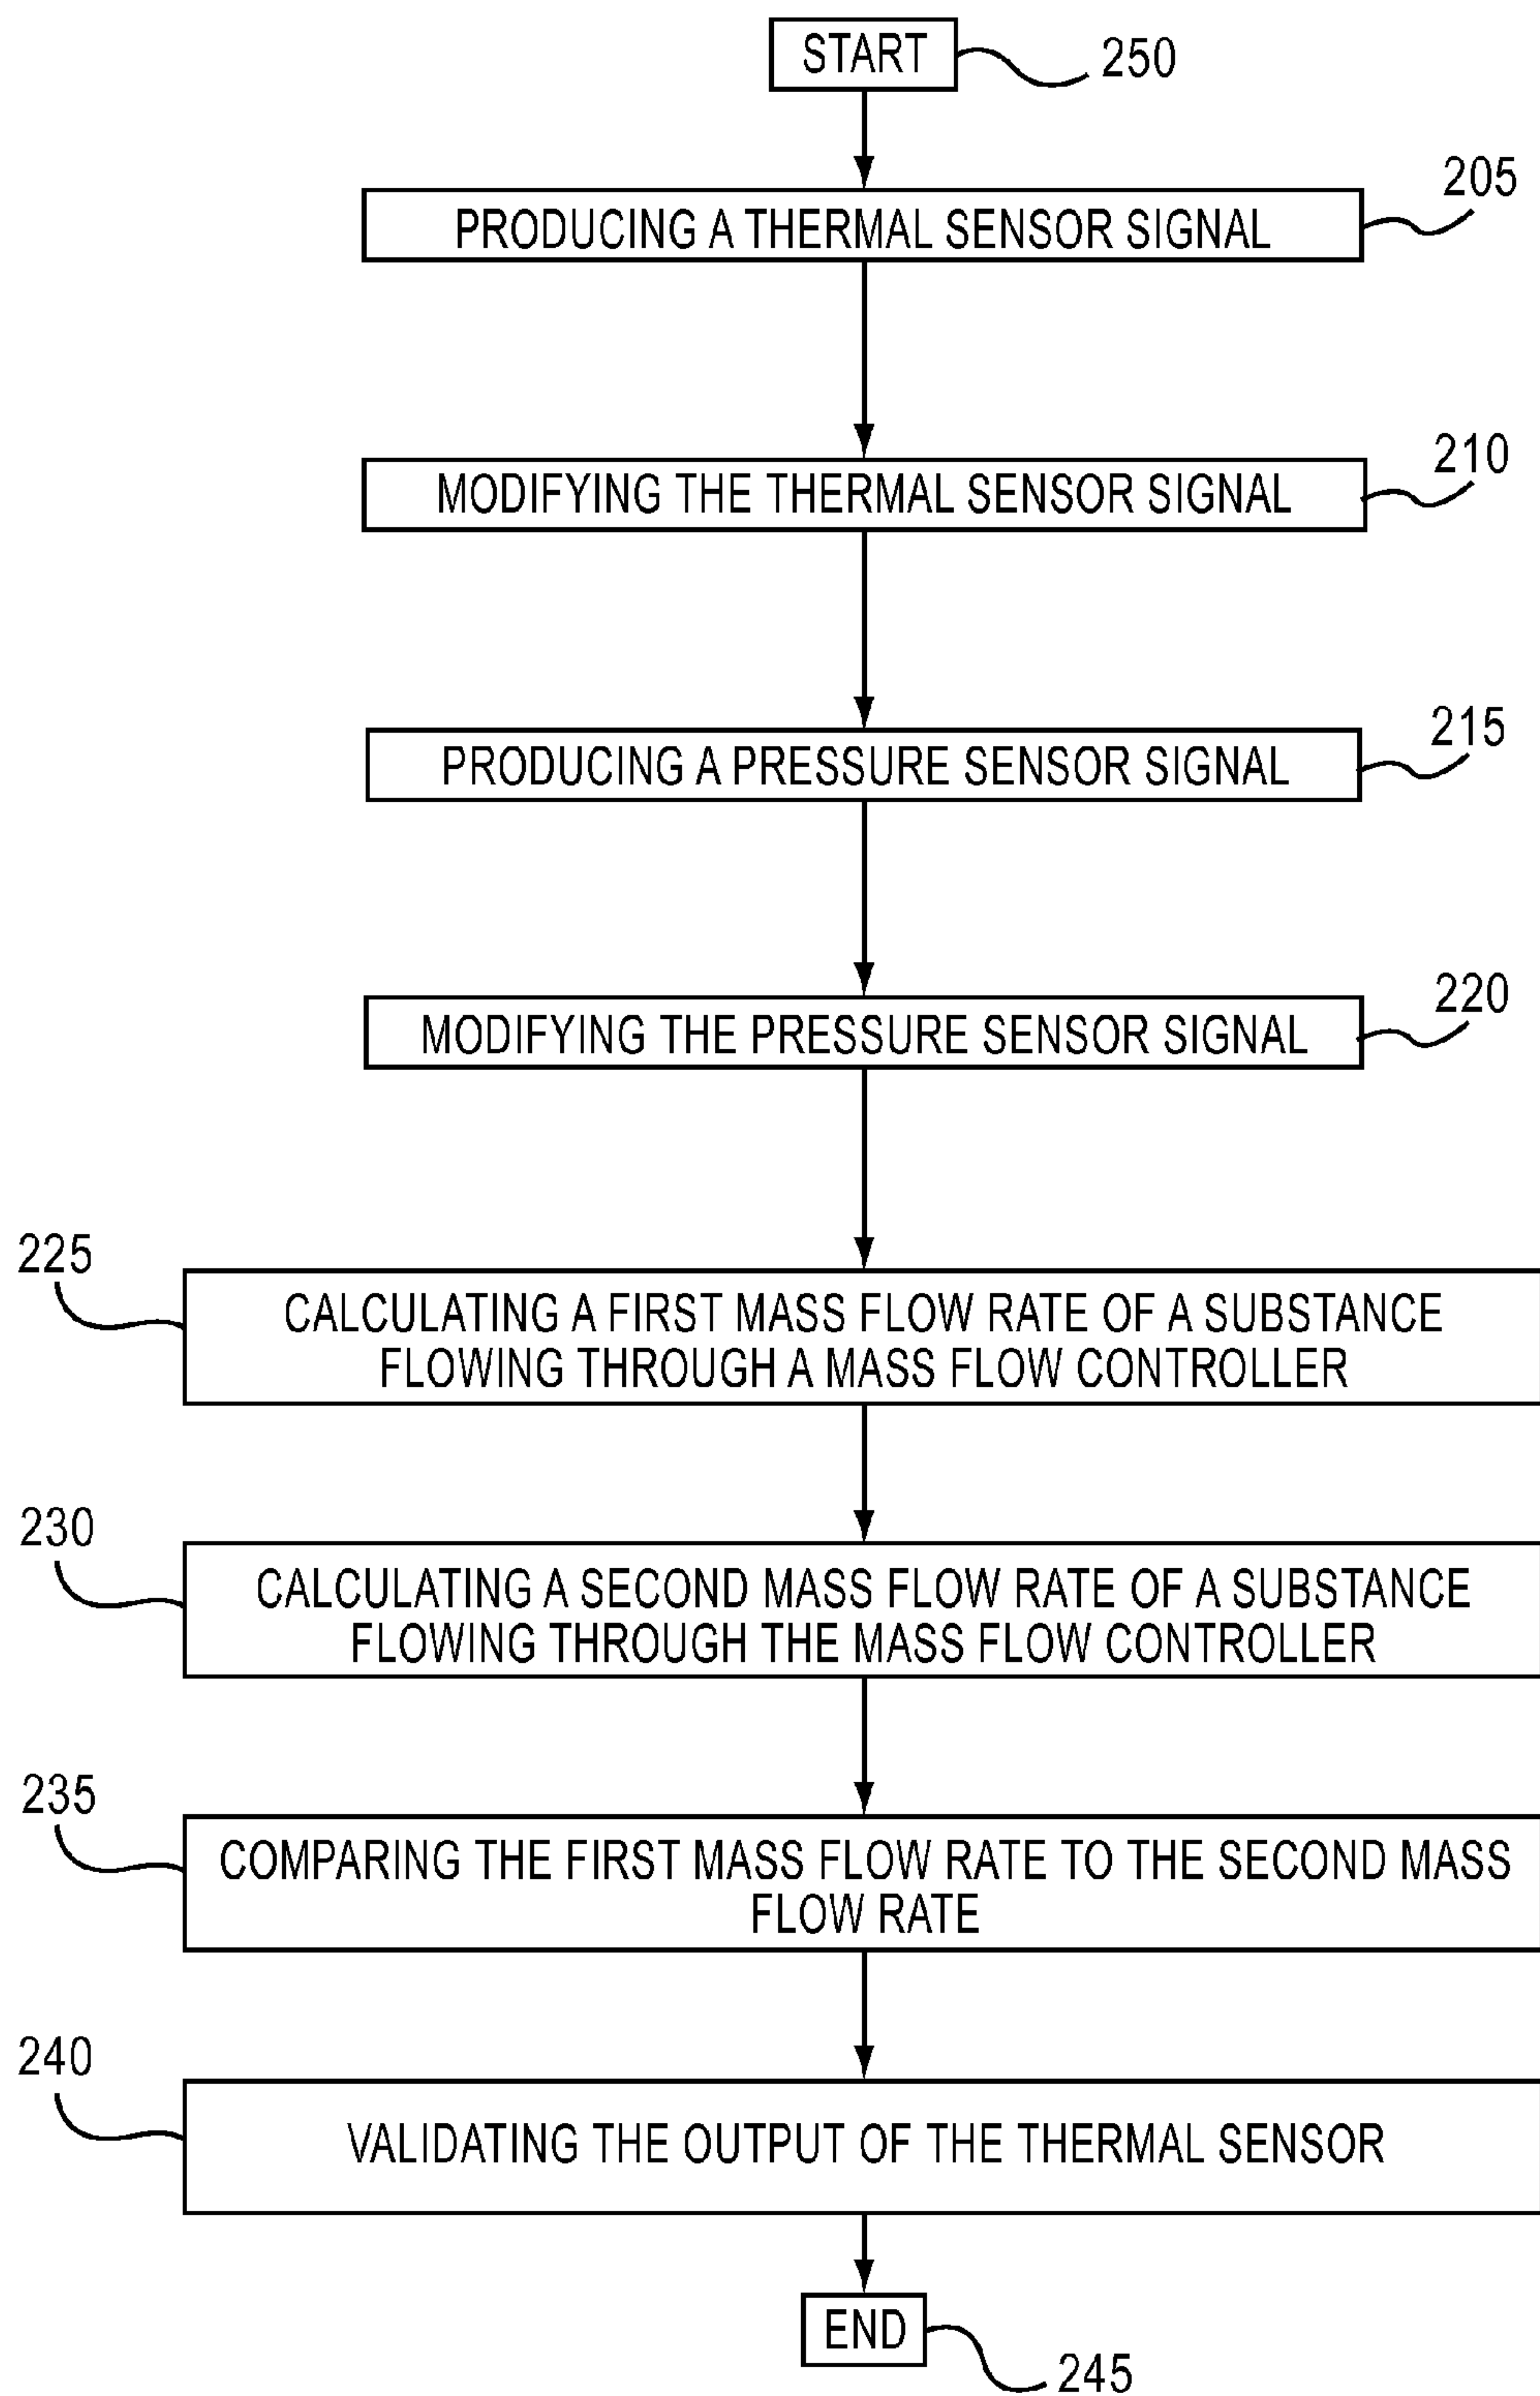 START
250
205
PRODUCING A THERMAL SENSOR SIGNAL
210
MODIFYING THE THERMAL SENSOR SIGNAL
215
PRODUCING A PRESSURE SENSOR SIGNAL
220
MODIFYING THE PRESSURE SENSOR SIGNAL
225
CALCULATING A FIRST MASS FLOW RATE OF A SUBSTANCE
FLOWING THROUGH A MASS FLOW CONTROLLER
230
CALCULATING A SECOND MASS FLOW RATE OF A SUBSTANCE
FLOWING THROUGH THE MASS FLOW CONTROLLER
235
COMPARING THE FIRST MASS FLOW RATE TO THE SECOND MASS
FLOW RATE
240
VALIDATING THE OUTPUT OF THE THERMAL SENSOR
END
245